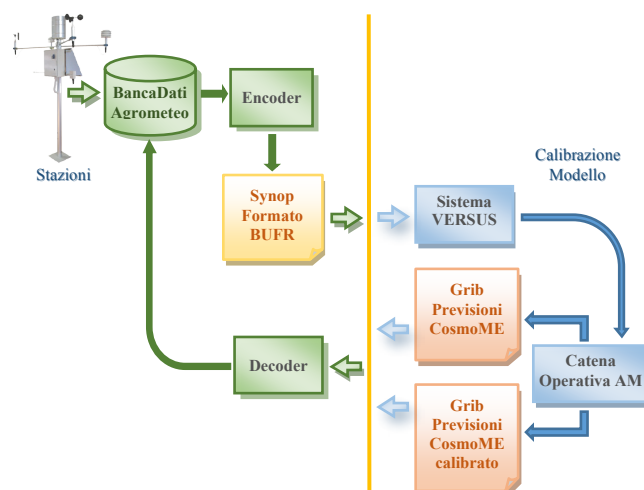 BancaDati
Agrometeo
Encoder
Stazioni
Synop
Formato
BUFR
Calibrazione
Modello
Sistema
VERSUS
Grib
Previsioni
CosmoME
Decoder
Catena
Operativa AM
Grib
Previsioni
CosmoME
calibrato